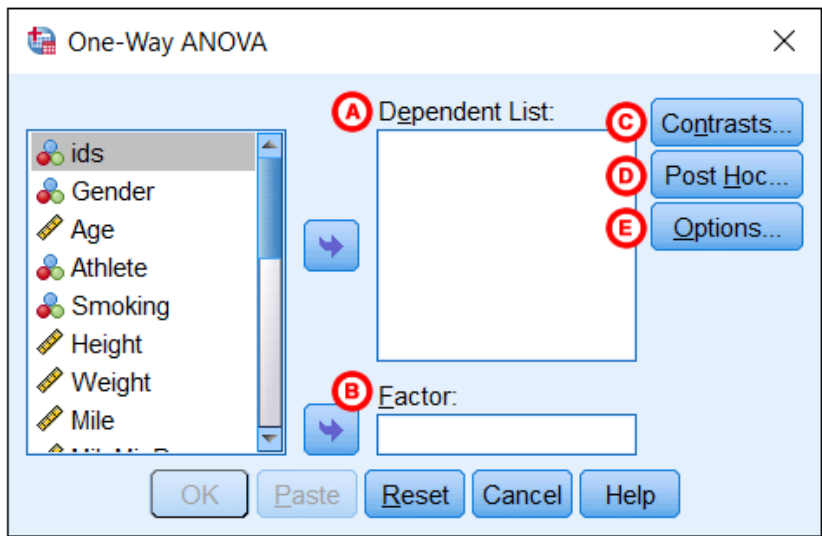 One-Way ANOVA
A Dependent List:
ids
Gender
Age
Athlete
Smoking
Height
Weight
Mile
C Contrasts...
D Post Hoc...
E Options...
B Factor:
OK Paste Reset Cancel Help